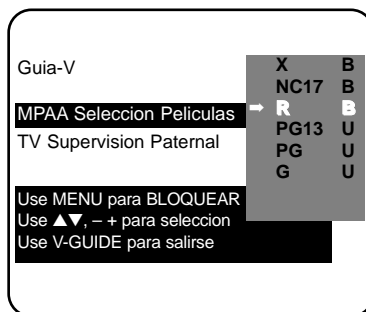 Guia-V
MPAA Seleccion Peliculas
TV Supervision Paternal
X B
NC17 B
➡ R B
PG13 U
PG U
G U
Use MENU para BLOQUEAR
Use ▲▼, – + para seleccion
Use V-GUIDE para salirse